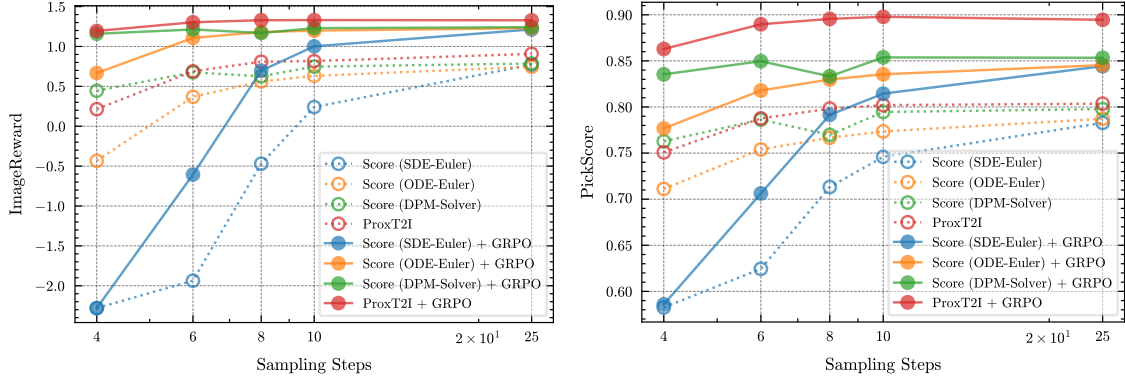 1.5
1.0
0.5
0.0
−0.5
−1.0
−1.5
−2.0
ImageReward
4
6
8
10
2 × 10¹
25
Sampling Steps
Score (SDE-Euler)
Score (ODE-Euler)
Score (DPM-Solver)
ProxT2I
Score (SDE-Euler) + GRPO
Score (ODE-Euler) + GRPO
Score (DPM-Solver) + GRPO
ProxT2I + GRPO
0.90
0.85
0.80
0.75
0.70
0.65
0.60
PickScore
4
6
8
10
2 × 10¹
25
Sampling Steps
Score (SDE-Euler)
Score (ODE-Euler)
Score (DPM-Solver)
ProxT2I
Score (SDE-Euler) + GRPO
Score (ODE-Euler) + GRPO
Score (DPM-Solver) + GRPO
ProxT2I + GRPO